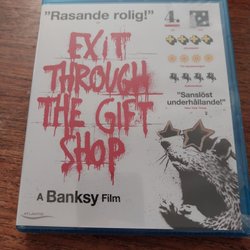 "Rasande rolig!"
EXIT
THROUGH
THE GIFT
SHOP
"Sanslöst
underhållande!"
A Banksy Film